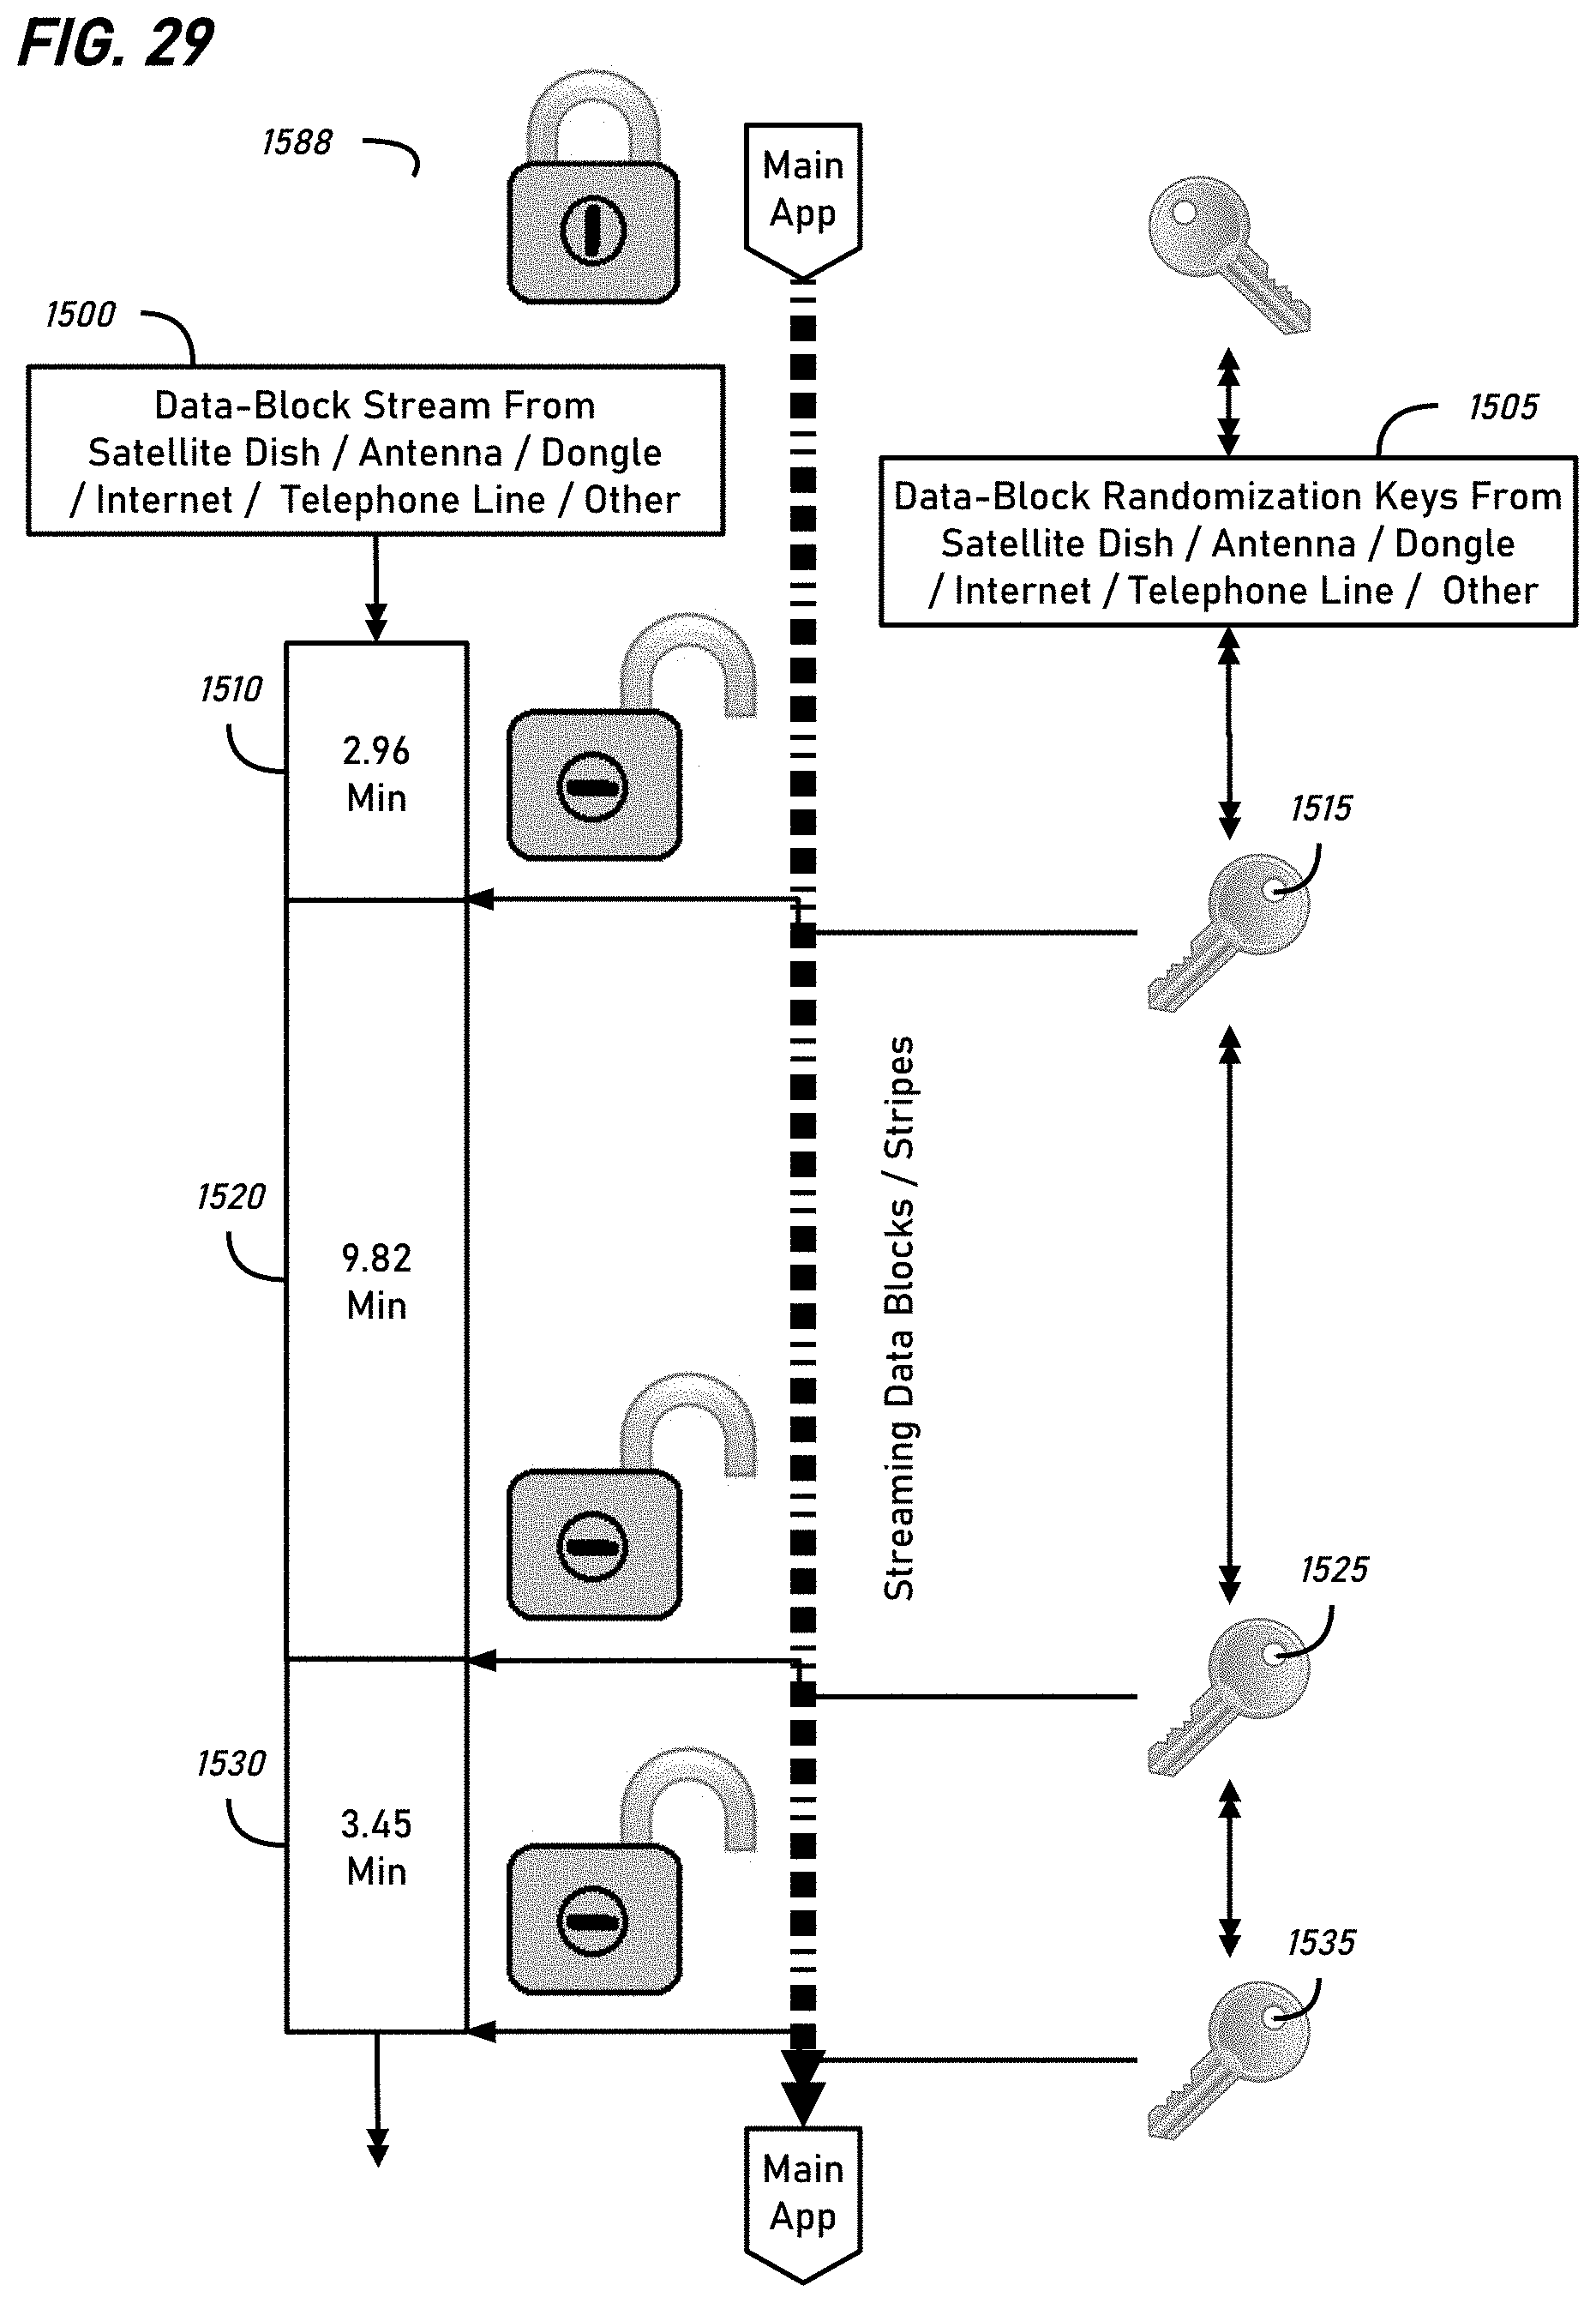 FIG. 29
1588
Main
App
1500
Data-Block Stream From
Satellite Dish / Antenna / Dongle
/ Internet / Telephone Line / Other
1505
Data-Block Randomization Keys From
Satellite Dish / Antenna / Dongle
/ Internet / Telephone Line / Other
1510
2.96
Min
1515
Streaming Data Blocks / Stripes
1520
9.82
Min
1525
1530
3.45
Min
1535
Main
App